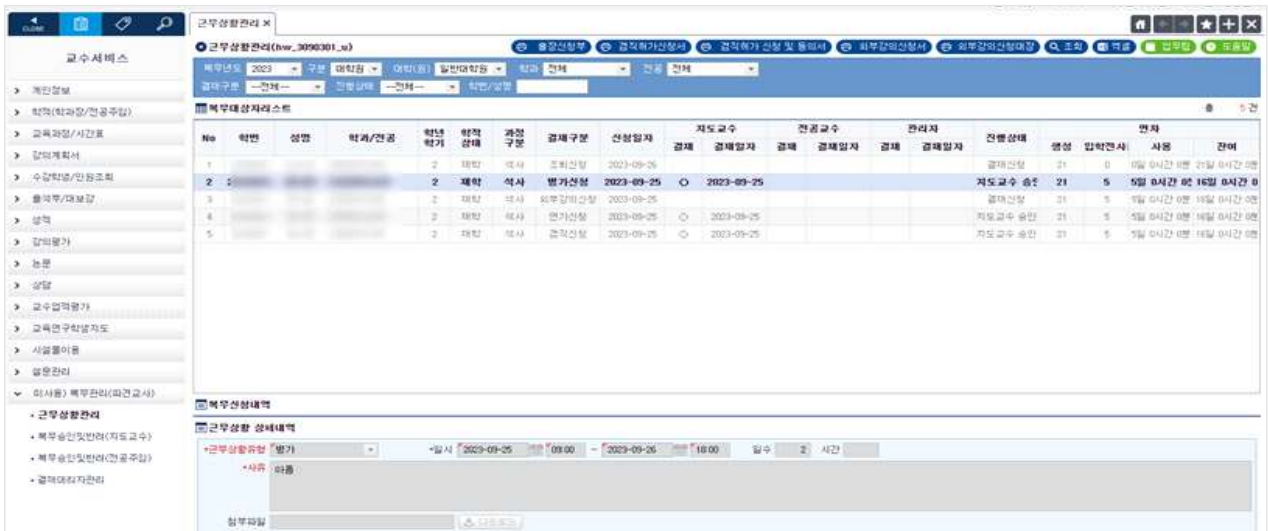 CLOSE
근무상황관리 ×
교수서비스
근무상황관리(hw_3090301_u)
출장신청부 겸직허가신청서 겸직허가 신청 및 동의서 외부강의신청서 외부강의신청대장 조회 엑셀 업무팁 도움말
복무년도 2023 구분 대학원 대학(원) 일반대학원 학과 전체 전공 전체
결재구분 --전체-- 진행상태 --전체-- 학번/성명
개인정보
학적(학과장/전공주임)
교육과정/시간표
강의계획서
수강학생/인원조회
출석부/대보강
성적
강의평가
논문
상담
교수업적평가
교육연구학생지도
시설물이용
설문관리
미사용) 복무관리(파견교사)
• 근무상황관리
• 복무승인및반려(지도교수)
• 복무승인및반려(전공주임)
• 결재대리자관리
복무대상자리스트
총 5 건
No 학번 성명 학과/전공 학년학기 학적상태 과정구분 결재구분 신청일자 지도교수 전공교수 관리자 진행상태 연차
결재 결재일자 결재 결재일자 결재 결재일자 생성 입학전사 사용 잔여
1 2 재학 석사 조퇴신청 2023-09-26 결재신청 21 0 0일 0시간 0분 21일 0시간 0분
2 2 재학 석사 병가신청 2023-09-25 ○ 2023-09-25 지도교수 승인 21 5 5일 0시간 0분 16일 0시간 0
3 2 재학 석사 외부강의신청 2023-09-25 결재신청 21 5 5일 0시간 0분 16일 0시간 0분
4 2 재학 석사 연가신청 2023-09-25 ○ 2023-09-25 지도교수 승인 21 5 5일 0시간 0분 16일 0시간 0분
5 2 재학 석사 겸직신청 2023-09-25 ○ 2023-09-25 지도교수 승인 21 5 5일 0시간 0분 16일 0시간 0분
복무신청내역
근무상황 상세내역
*근무상황유형 병가 *일시 2023-09-25 09:00 ~ 2023-09-26 18:00 일수 2 시간
*사유 아픔
첨부파일 다운로드